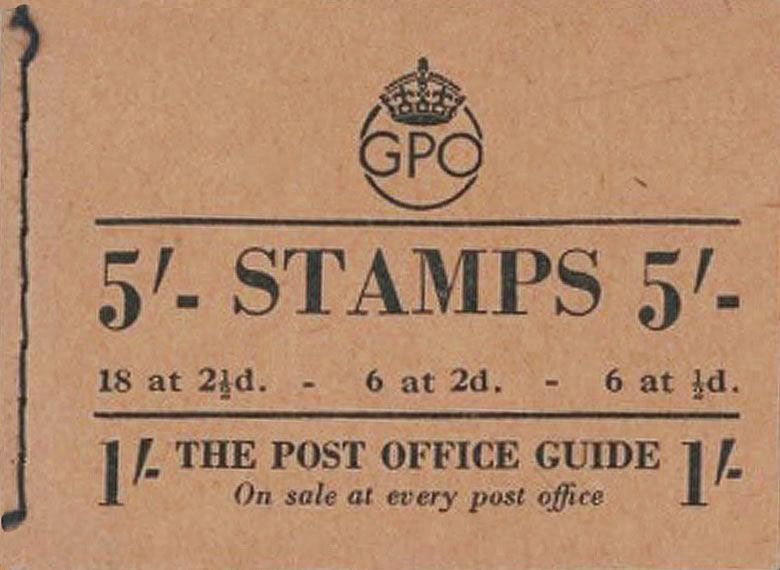 GPO
5/- STAMPS 5/-
18 at 2½d. - 6 at 2d. - 6 at ½d.
1/- THE POST OFFICE GUIDE 1/-
On sale at every post office